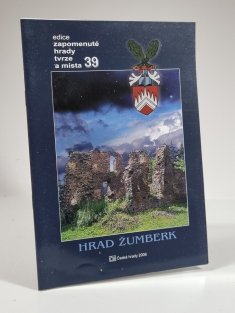 edice
zapomenuté
hrady
tvrze
a místa 39
HRAD ŽUMBERK
České hrady 2006